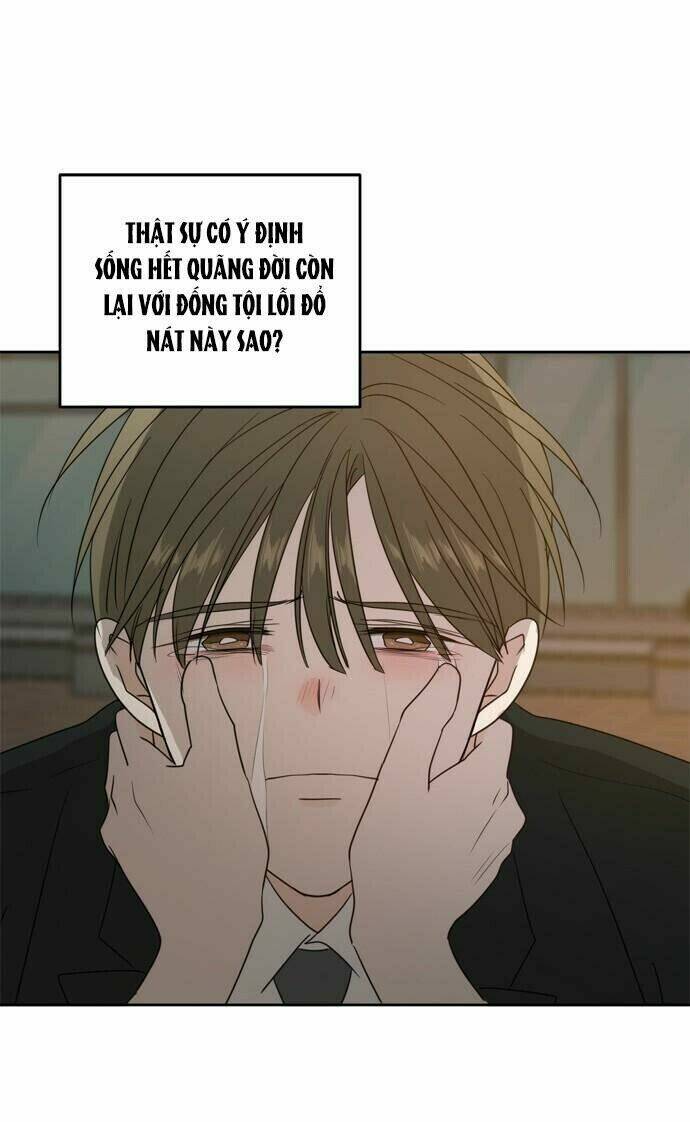 THẬT SỰ CÓ Ý ĐỊNH
SỐNG HẾT QUÃNG ĐỜI CÒN
LẠI VỚI ĐỐNG TỘI LỖI ĐỔ
NÁT NÀY SAO?